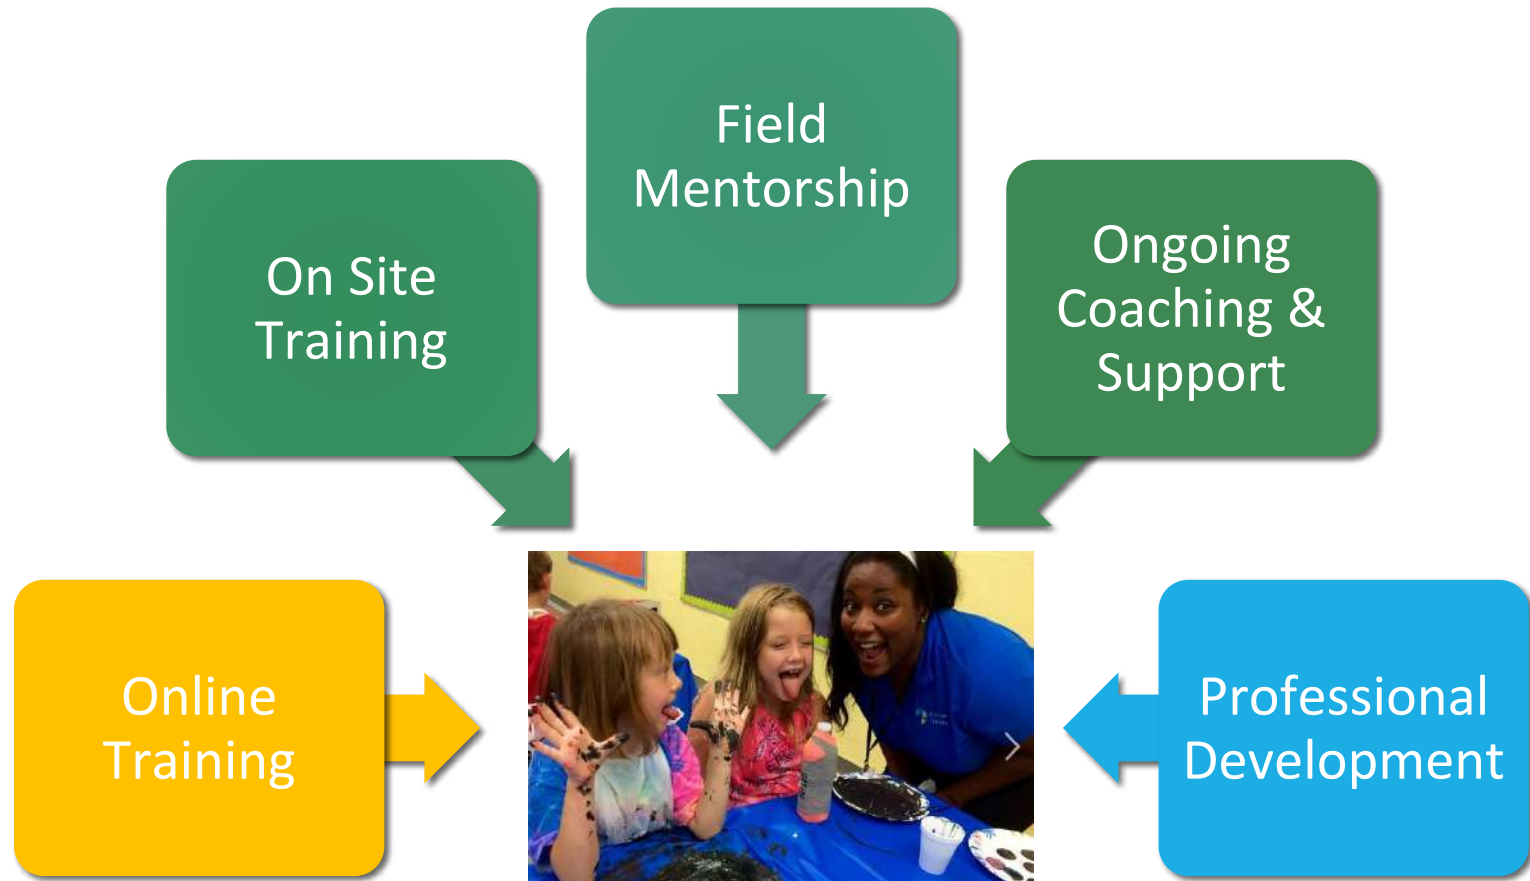 Field
Mentorship
On Site
Training
Ongoing
Coaching &
Support
Online
Training
Professional
Development